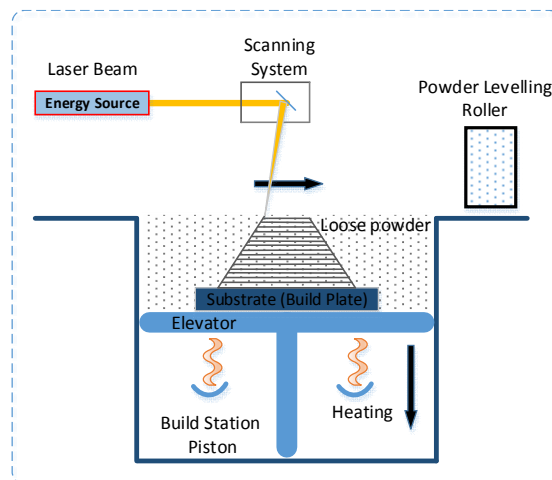 Scanning
System
Laser Beam
Energy Source
Powder Levelling
Roller
Loose powder
Substrate (Build Plate)
Elevator
Build Station
Piston
Heating